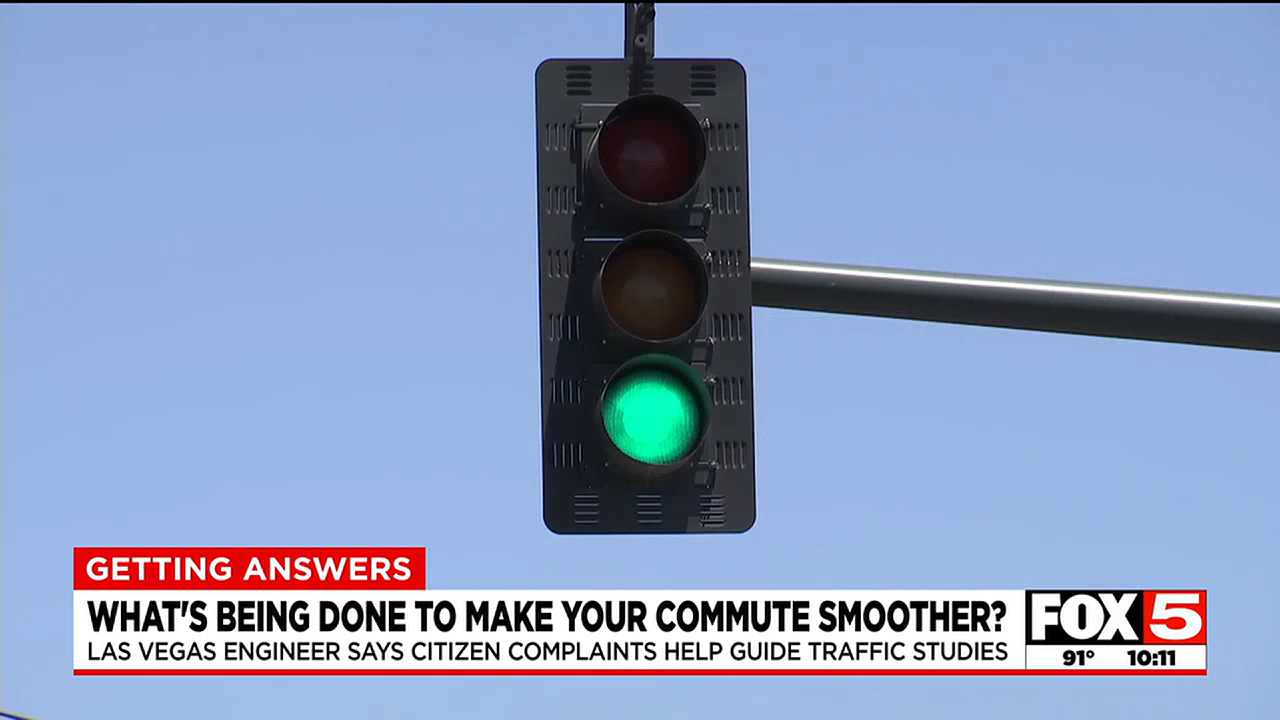 GETTING ANSWERS
WHAT'S BEING DONE TO MAKE YOUR COMMUTE SMOOTHER?
LAS VEGAS ENGINEER SAYS CITIZEN COMPLAINTS HELP GUIDE TRAFFIC STUDIES
FOX 5
91° 10:11